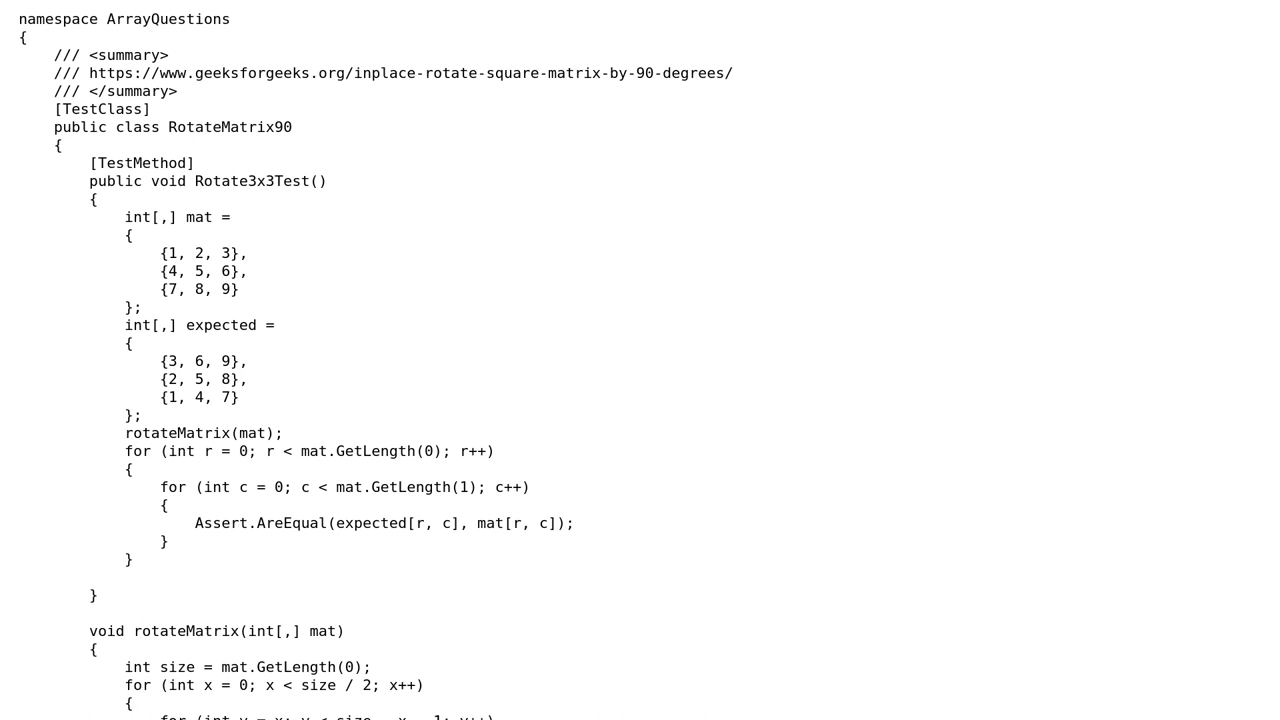 namespace ArrayQuestions
{
    /// <summary>
    /// https://www.geeksforgeeks.org/inplace-rotate-square-matrix-by-90-degrees/
    /// </summary>
    [TestClass]
    public class RotateMatrix90
    {
        [TestMethod]
        public void Rotate3x3Test()
        {
            int[,] mat =
            {
                {1, 2, 3},
                {4, 5, 6},
                {7, 8, 9}
            };
            int[,] expected =
            {
                {3, 6, 9},
                {2, 5, 8},
                {1, 4, 7}
            };
            rotateMatrix(mat);
            for (int r = 0; r < mat.GetLength(0); r++)
            {
                for (int c = 0; c < mat.GetLength(1); c++)
                {
                    Assert.AreEqual(expected[r, c], mat[r, c]);
                }
            }

        }

        void rotateMatrix(int[,] mat)
        {
            int size = mat.GetLength(0);
            for (int x = 0; x < size / 2; x++)
            {